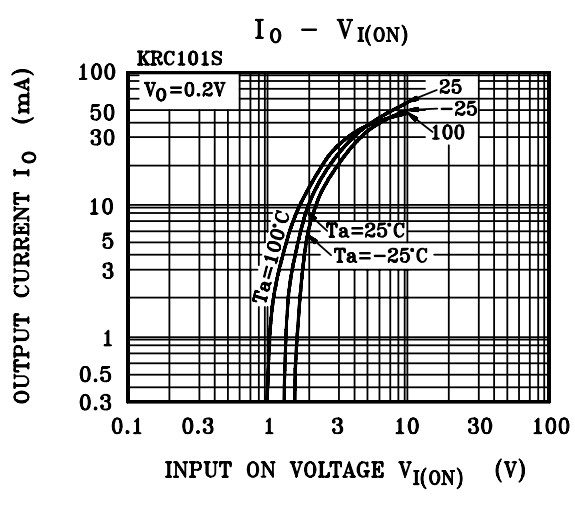 I_O – V_I(ON)
KRC101S
V_O=0.2V
100
50
30
10
5
3
1
0.5
0.3
OUTPUT CURRENT I_O (mA)
25
-25
100
Ta=100°C
Ta=25°C
Ta=-25°C
0.1 0.3 1 3 10 30 100
INPUT ON VOLTAGE V_I(ON) (V)